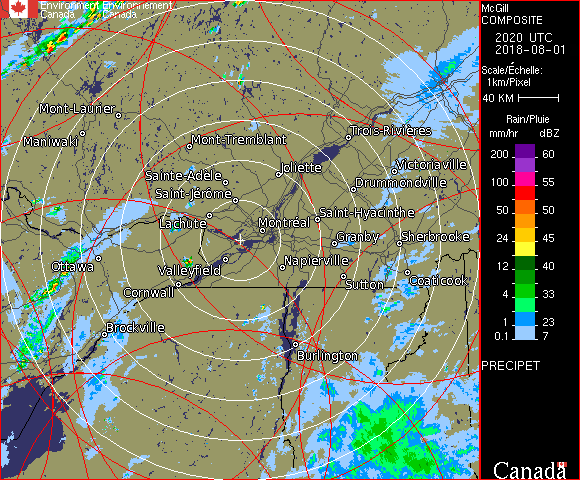 Environment Environnement
Canada Canada
McGill
COMPOSITE
2020 UTC
2018-08-01
Scale/Échelle:
1km/Pixel
40 KM
Rain/Pluie
mm/hr dBZ
200 60
100 55
50 50
24 45
12 40
4 33
1 23
0.1 7
PRECIPET
Canada
Mont-Laurier
Maniwaki
Mont-Tremblant
Trois-Rivières
Sainte-Adèle
Joliette
Victoriaville
Saint-Jérôme
Drummondville
Lachute
Montréal
Saint-Hyacinthe
Granby
Sherbrooke
Ottawa
Valleyfield
Napierville
Cornwall
Sutton
Coaticook
Brockville
Burlington